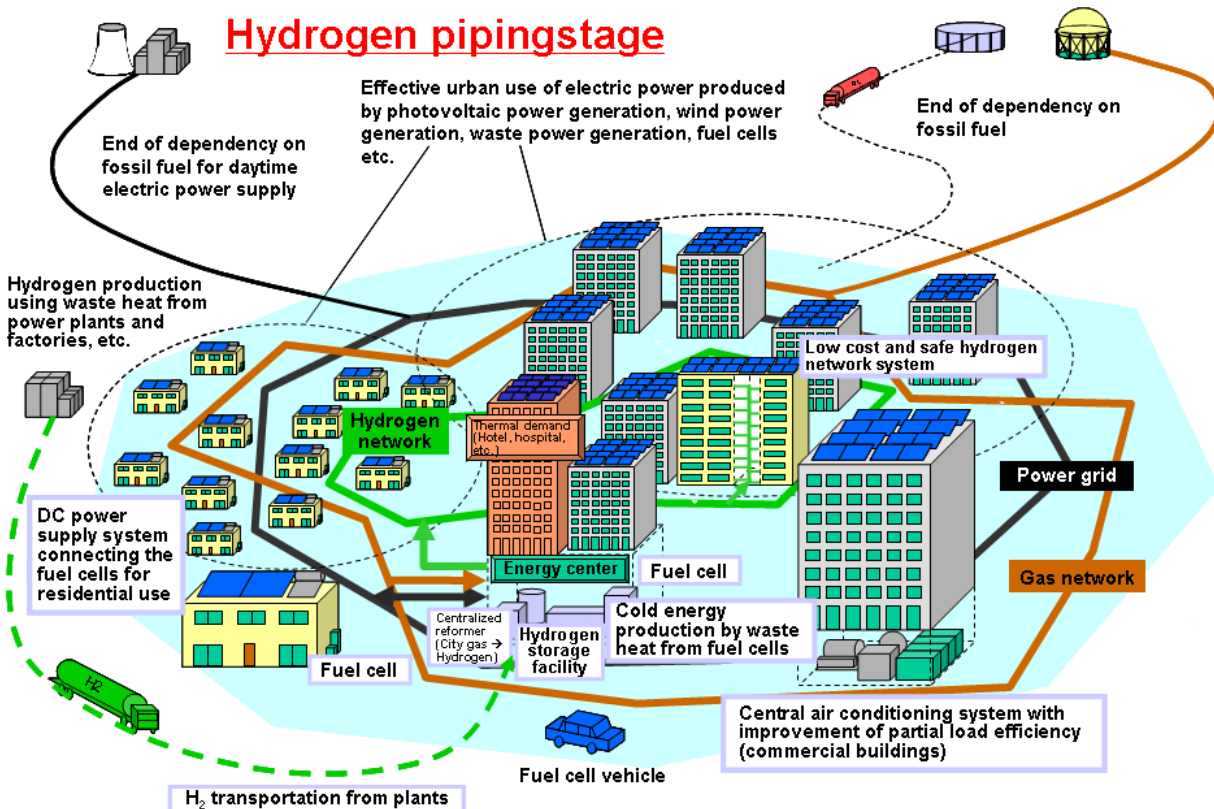 Hydrogen pipingstage
Effective urban use of electric power produced
by photovoltaic power generation, wind power
generation, waste power generation, fuel cells
etc.
End of dependency on
fossil fuel for daytime
electric power supply
End of dependency on
fossil fuel
Hydrogen production
using waste heat from
power plants and
factories, etc.
Low cost and safe hydrogen
network system
Hydrogen
network
Thermal demand
(Hotel, hospital,
etc.)
Power grid
DC power
supply system
connecting the
fuel cells for
residential use
Energy center
Fuel cell
Gas network
Centralized
reformer
(City gas →
Hydrogen)
Hydrogen
storage
facility
Cold energy
production by waste
heat from fuel cells
Fuel cell
H2
Central air conditioning system with
improvement of partial load efficiency
(commercial buildings)
Fuel cell vehicle
H₂ transportation from plants